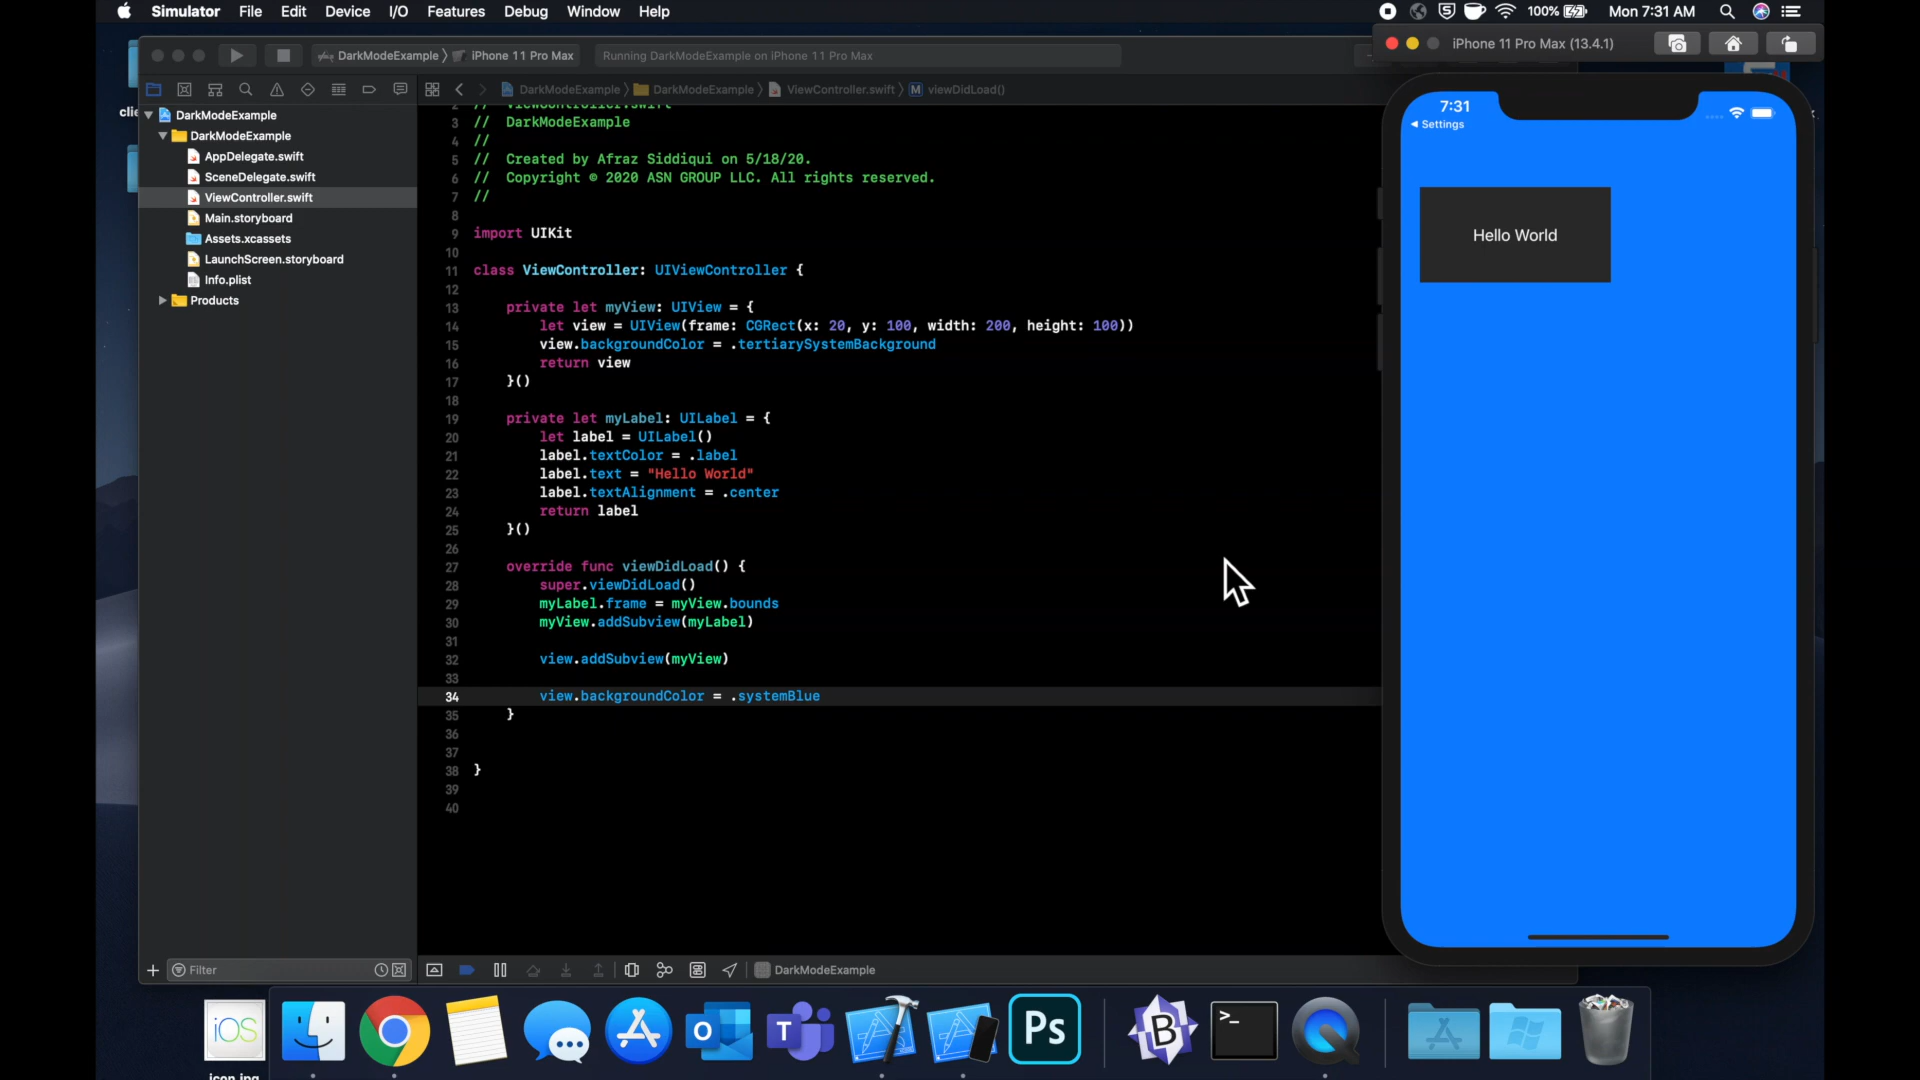 Simulator File Edit Device I/O Features Debug Window Help
100% Mon 7:31 AM
DarkModeExample iPhone 11 Pro Max
Running DarkModeExample on iPhone 11 Pro Max
iPhone 11 Pro Max (13.4.1)
DarkModeExample DarkModeExample ViewController.swift M viewDidLoad()
clie
DarkModeExample
DarkModeExample
AppDelegate.swift
SceneDelegate.swift
ViewController.swift
Main.storyboard
Assets.xcassets
LaunchScreen.storyboard
Info.plist
Products
2 // ViewController.swift
3 // DarkModeExample
4 //
5 // Created by Afraz Siddiqui on 5/18/20.
6 // Copyright © 2020 ASN GROUP LLC. All rights reserved.
7 //
8
9 import UIKit
10
11 class ViewController: UIViewController {
12
13 private let myView: UIView = {
14 let view = UIView(frame: CGRect(x: 20, y: 100, width: 200, height: 100))
15 view.backgroundColor = .tertiarySystemBackground
16 return view
17 }()
18
19 private let myLabel: UILabel = {
20 let label = UILabel()
21 label.textColor = .label
22 label.text = "Hello World"
23 label.textAlignment = .center
24 return label
25 }()
26
27 override func viewDidLoad() {
28 super.viewDidLoad()
29 myLabel.frame = myView.bounds
30 myView.addSubview(myLabel)
31
32 view.addSubview(myView)
33
34 view.backgroundColor = .systemBlue
35 }
36
37
38 }
39
40
7:31
Settings
Hello World
Filter
DarkModeExample
iOS
O
T
Ps
B
>_
icon.jpg